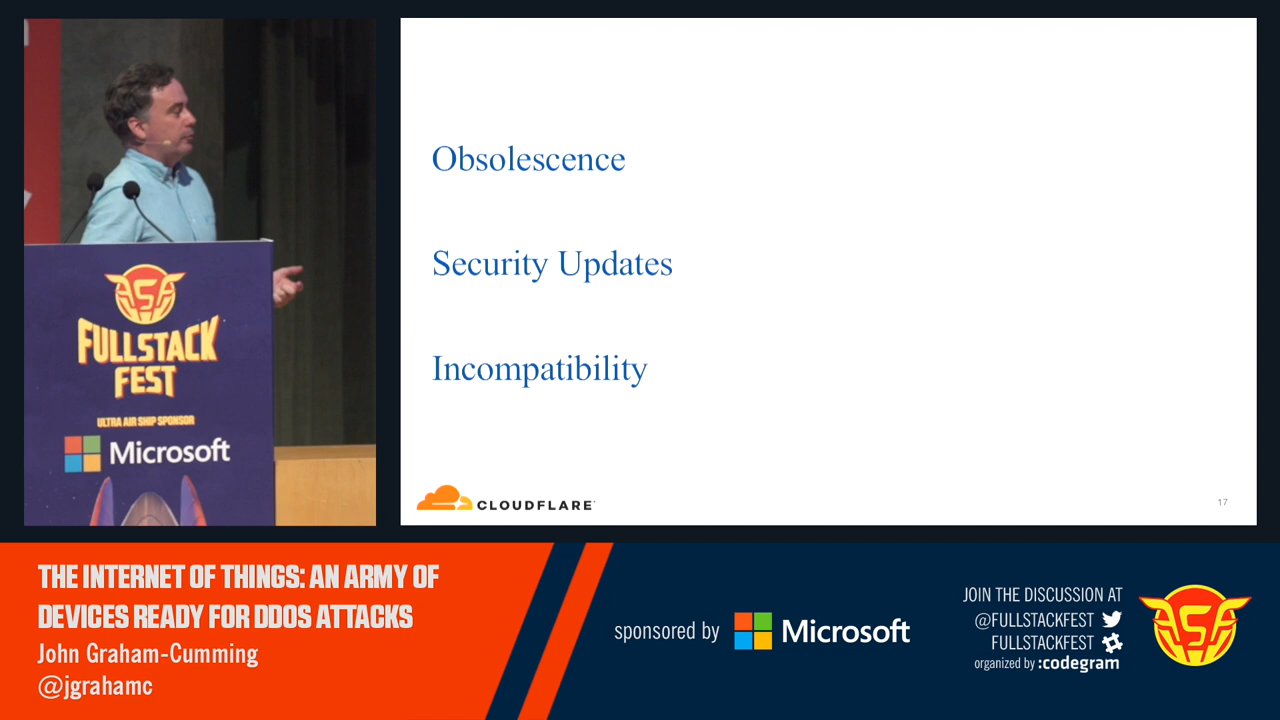 Obsolescence
Security Updates
Incompatibility
CLOUDFLARE
17
FULLSTACK
FEST
ULTRA AIR SHIP SPONSOR
Microsoft
THE INTERNET OF THINGS: AN ARMY OF
DEVICES READY FOR DDOS ATTACKS
John Graham-Cumming
@jgrahamc
sponsored by Microsoft
JOIN THE DISCUSSION AT
@FULLSTACKFEST
FULLSTACKFEST
organized by :codegram